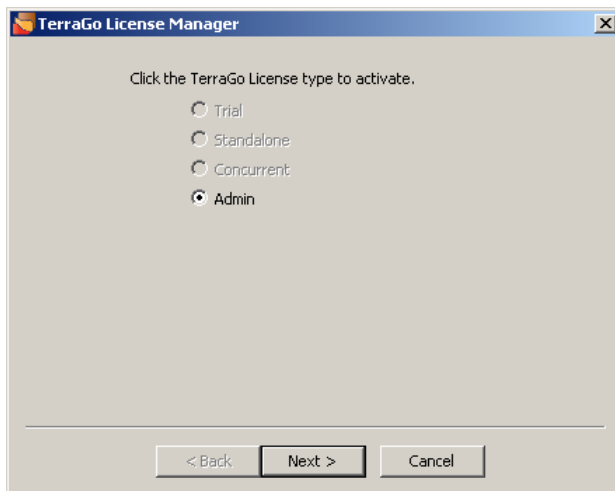 TerraGo License Manager
Click the TerraGo License type to activate.
Trial
Standalone
Concurrent
Admin
< Back Next > Cancel